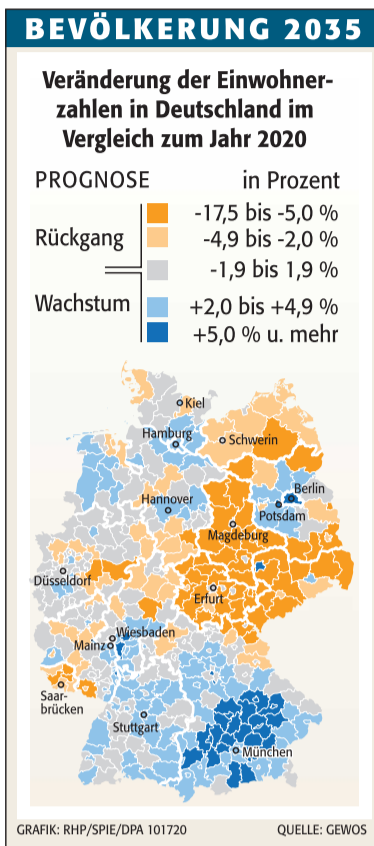 BEVÖLKERUNG 2035
Veränderung der Einwohner-
zahlen in Deutschland im
Vergleich zum Jahr 2020
PROGNOSE in Prozent
-17,5 bis -5,0 %
Rückgang
-4,9 bis -2,0 %
-1,9 bis 1,9 %
Wachstum
+2,0 bis +4,9 %
+5,0 % u. mehr
Kiel
Hamburg
Schwerin
Hannover
Berlin
Potsdam
Magdeburg
Düsseldorf
Erfurt
Wiesbaden
Mainz
Saar-
brücken
Stuttgart
München
GRAFIK: RHP/SPIE/DPA 101720 QUELLE: GEWOS